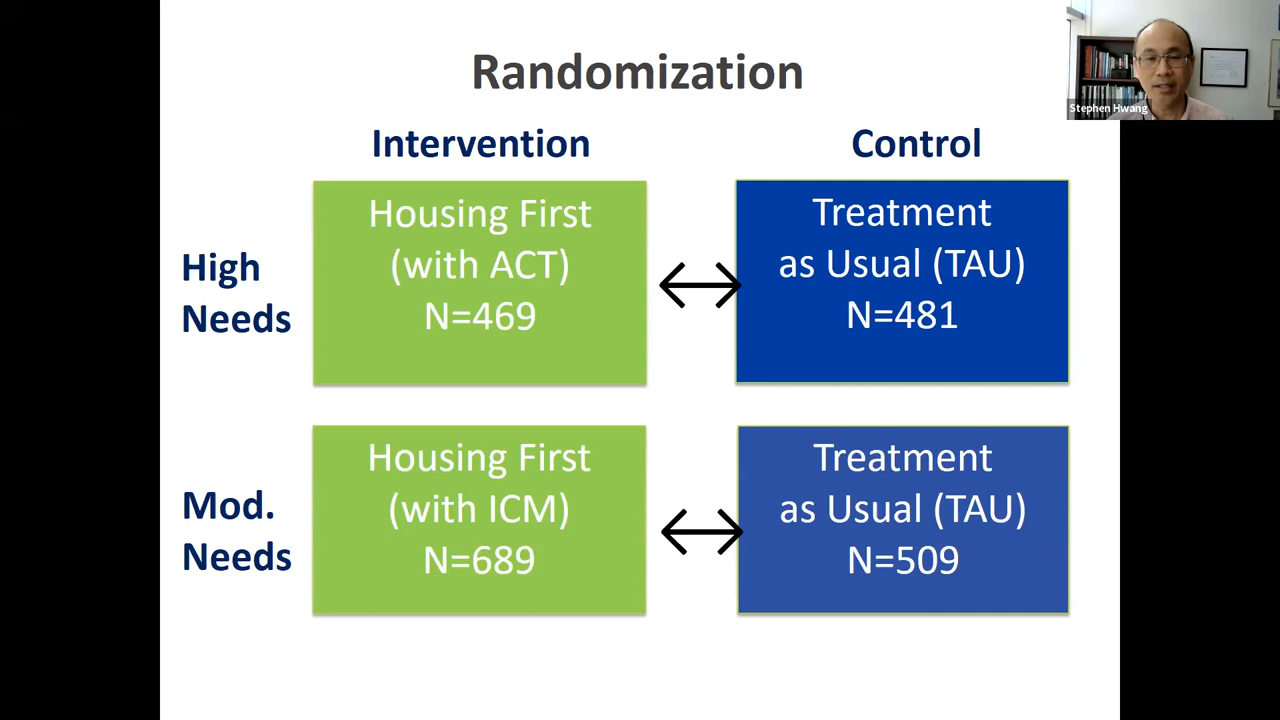 Randomization
Stephen Hwang
Intervention
Control
High
Needs
Housing First
(with ACT)
N=469
Treatment
as Usual (TAU)
N=481
Mod.
Needs
Housing First
(with ICM)
N=689
Treatment
as Usual (TAU)
N=509